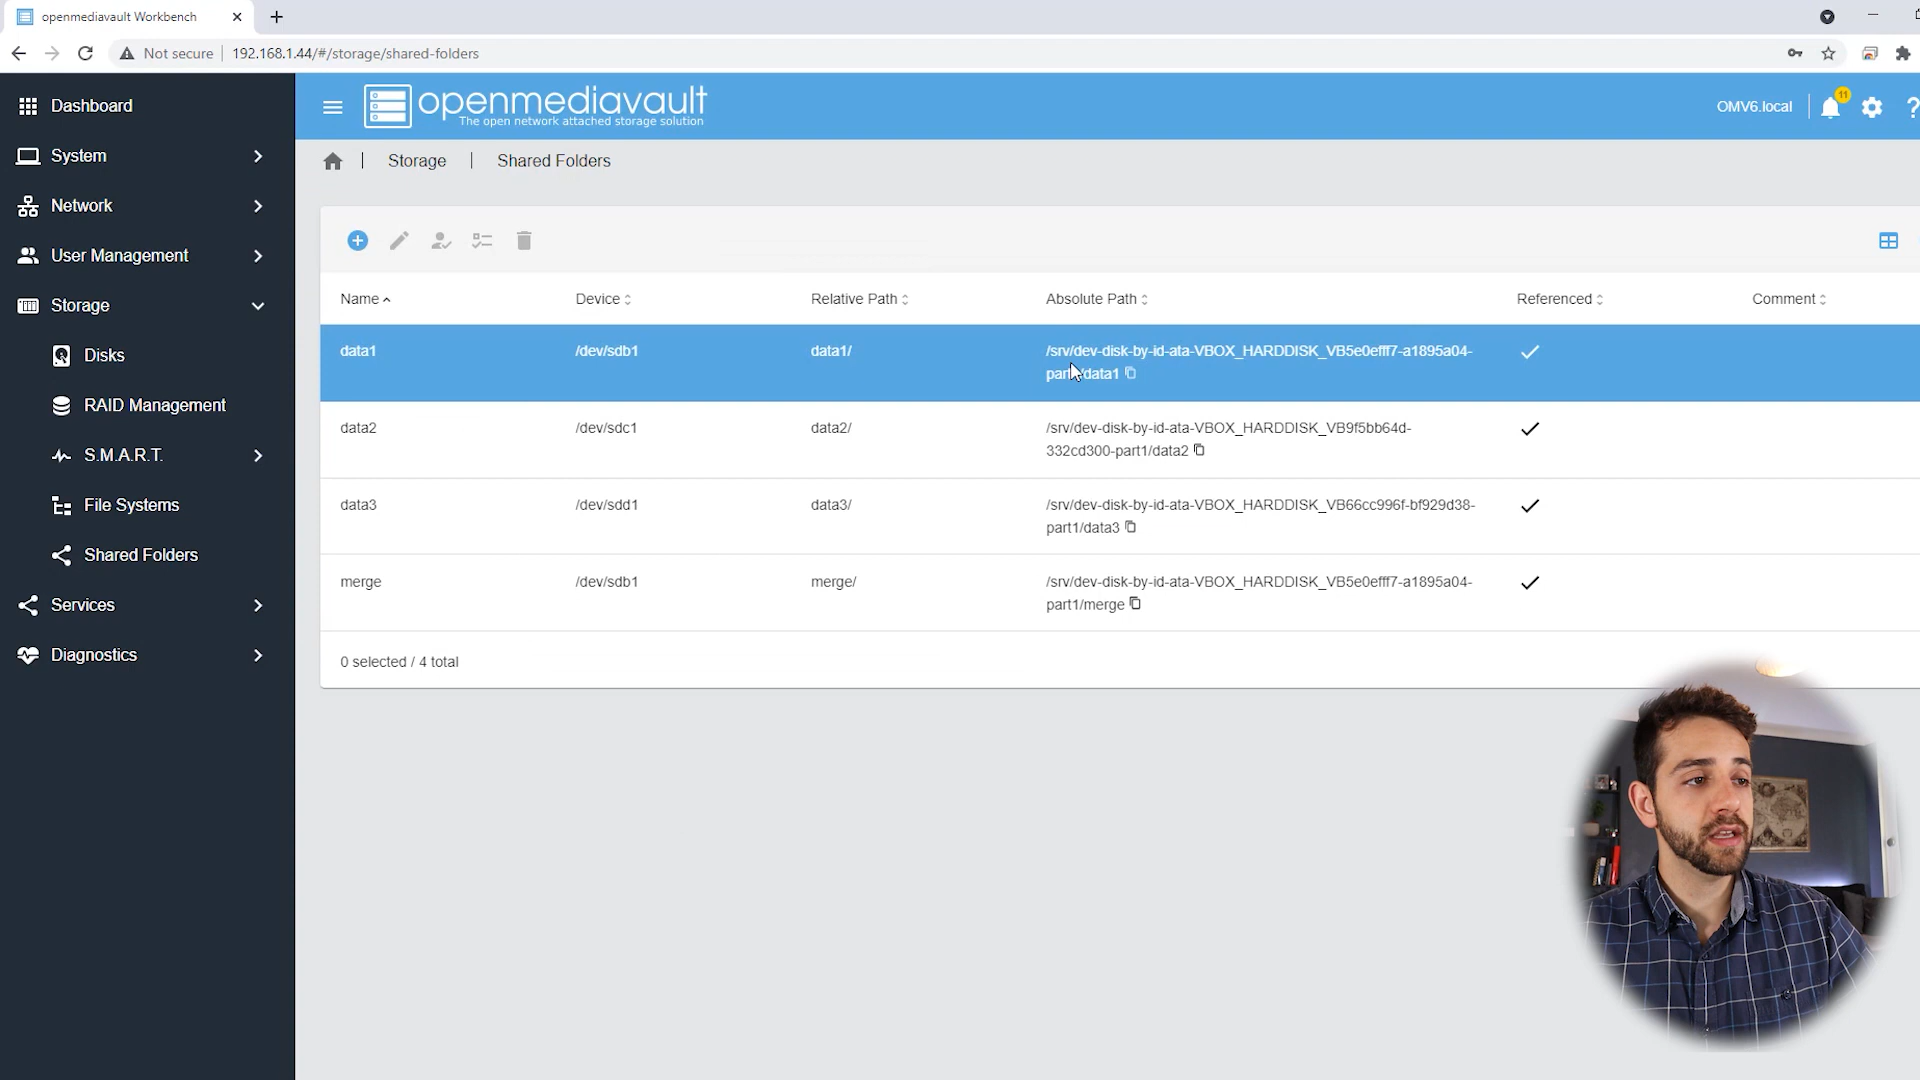 openmediavault Workbench
Not secure
192.168.1.44/#/storage/shared-folders
Dashboard
System
Network
User Management
Storage
Disks
RAID Management
S.M.A.R.T.
File Systems
Shared Folders
Services
Diagnostics
openmediavault
The open network attached storage solution
OMV6.local
11
Storage | Shared Folders
Name Device Relative Path Absolute Path Referenced Comment
data1 /dev/sdb1 data1/ /srv/dev-disk-by-id-ata-VBOX_HARDDISK_VB5e0efff7-a1895a04-
part1/data1
data2 /dev/sdc1 data2/ /srv/dev-disk-by-id-ata-VBOX_HARDDISK_VB9f5bb64d-
332cd300-part1/data2
data3 /dev/sdd1 data3/ /srv/dev-disk-by-id-ata-VBOX_HARDDISK_VB66cc996f-bf929d38-
part1/data3
merge /dev/sdb1 merge/ /srv/dev-disk-by-id-ata-VBOX_HARDDISK_VB5e0efff7-a1895a04-
part1/merge
0 selected / 4 total